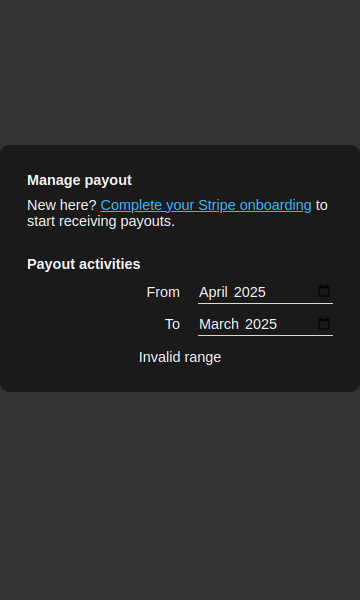 Manage payout
New here? Complete your Stripe onboarding to
start receiving payouts.
Payout activities
From April 2025
To March 2025
Invalid range